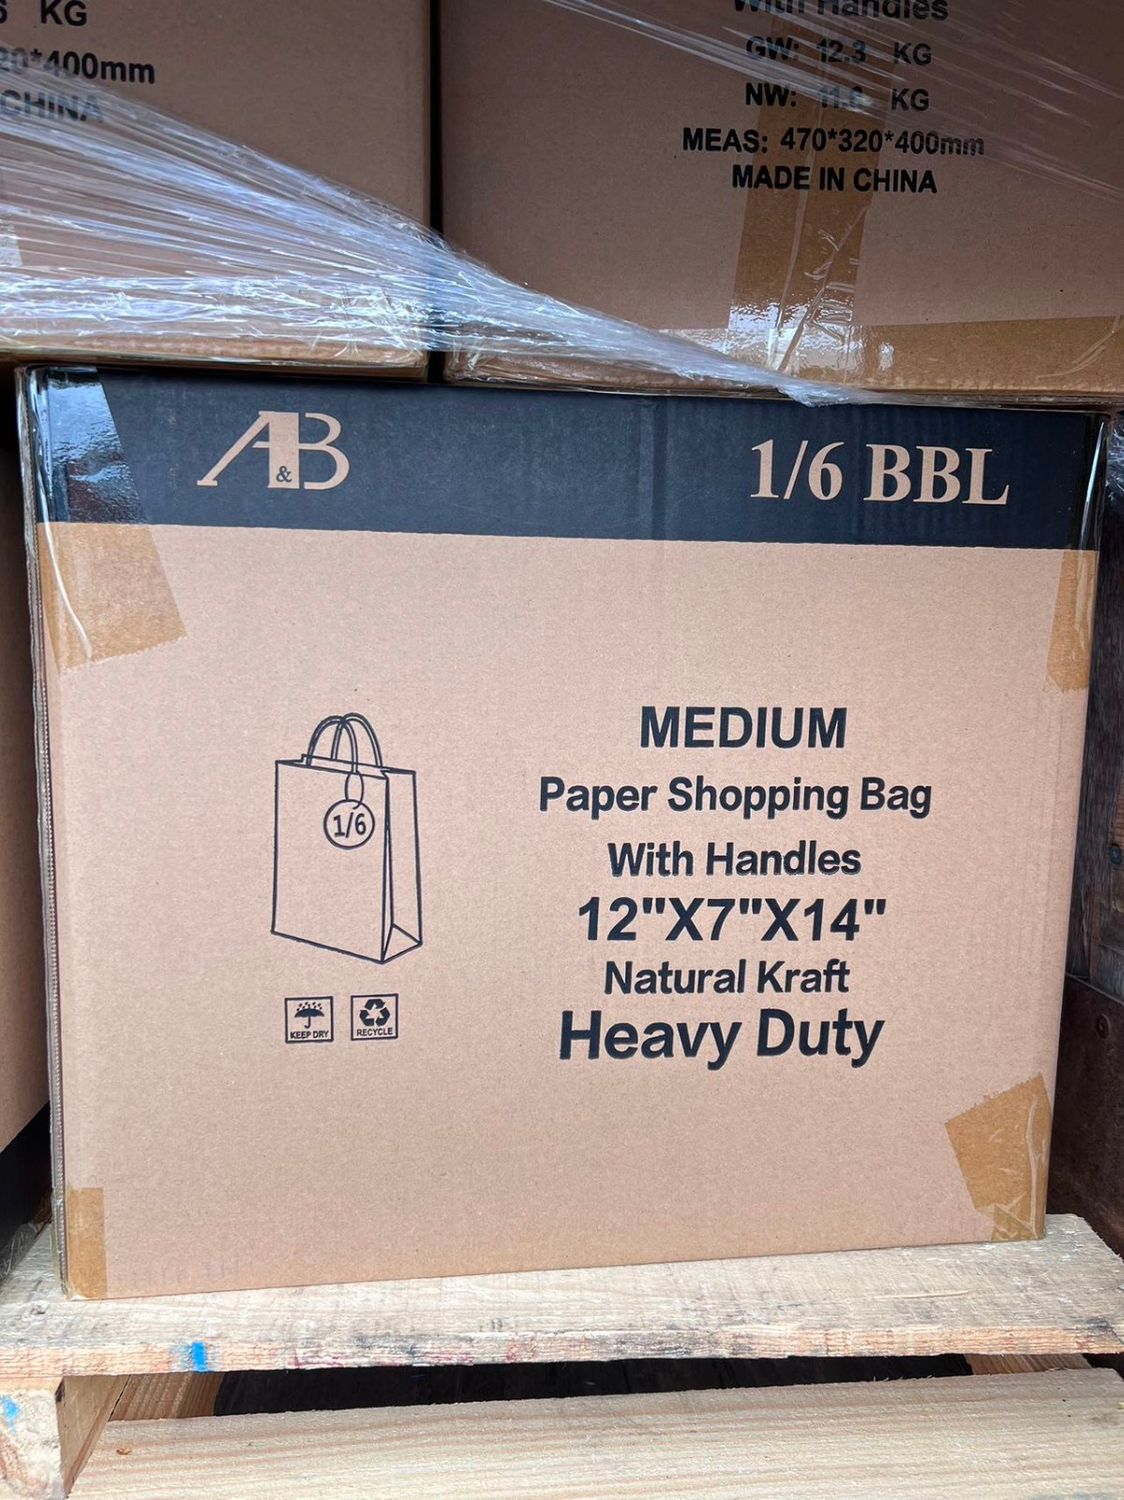 KG
*400mm
CHINA
With Handles
GW: 12.3 KG
NW: 11.6 KG
MEAS: 470*320*400mm
MADE IN CHINA
A&B
1/6 BBL
MEDIUM
Paper Shopping Bag
With Handles
12"X7"X14"
Natural Kraft
Heavy Duty
1/6
KEEP DRY
RECYCLE